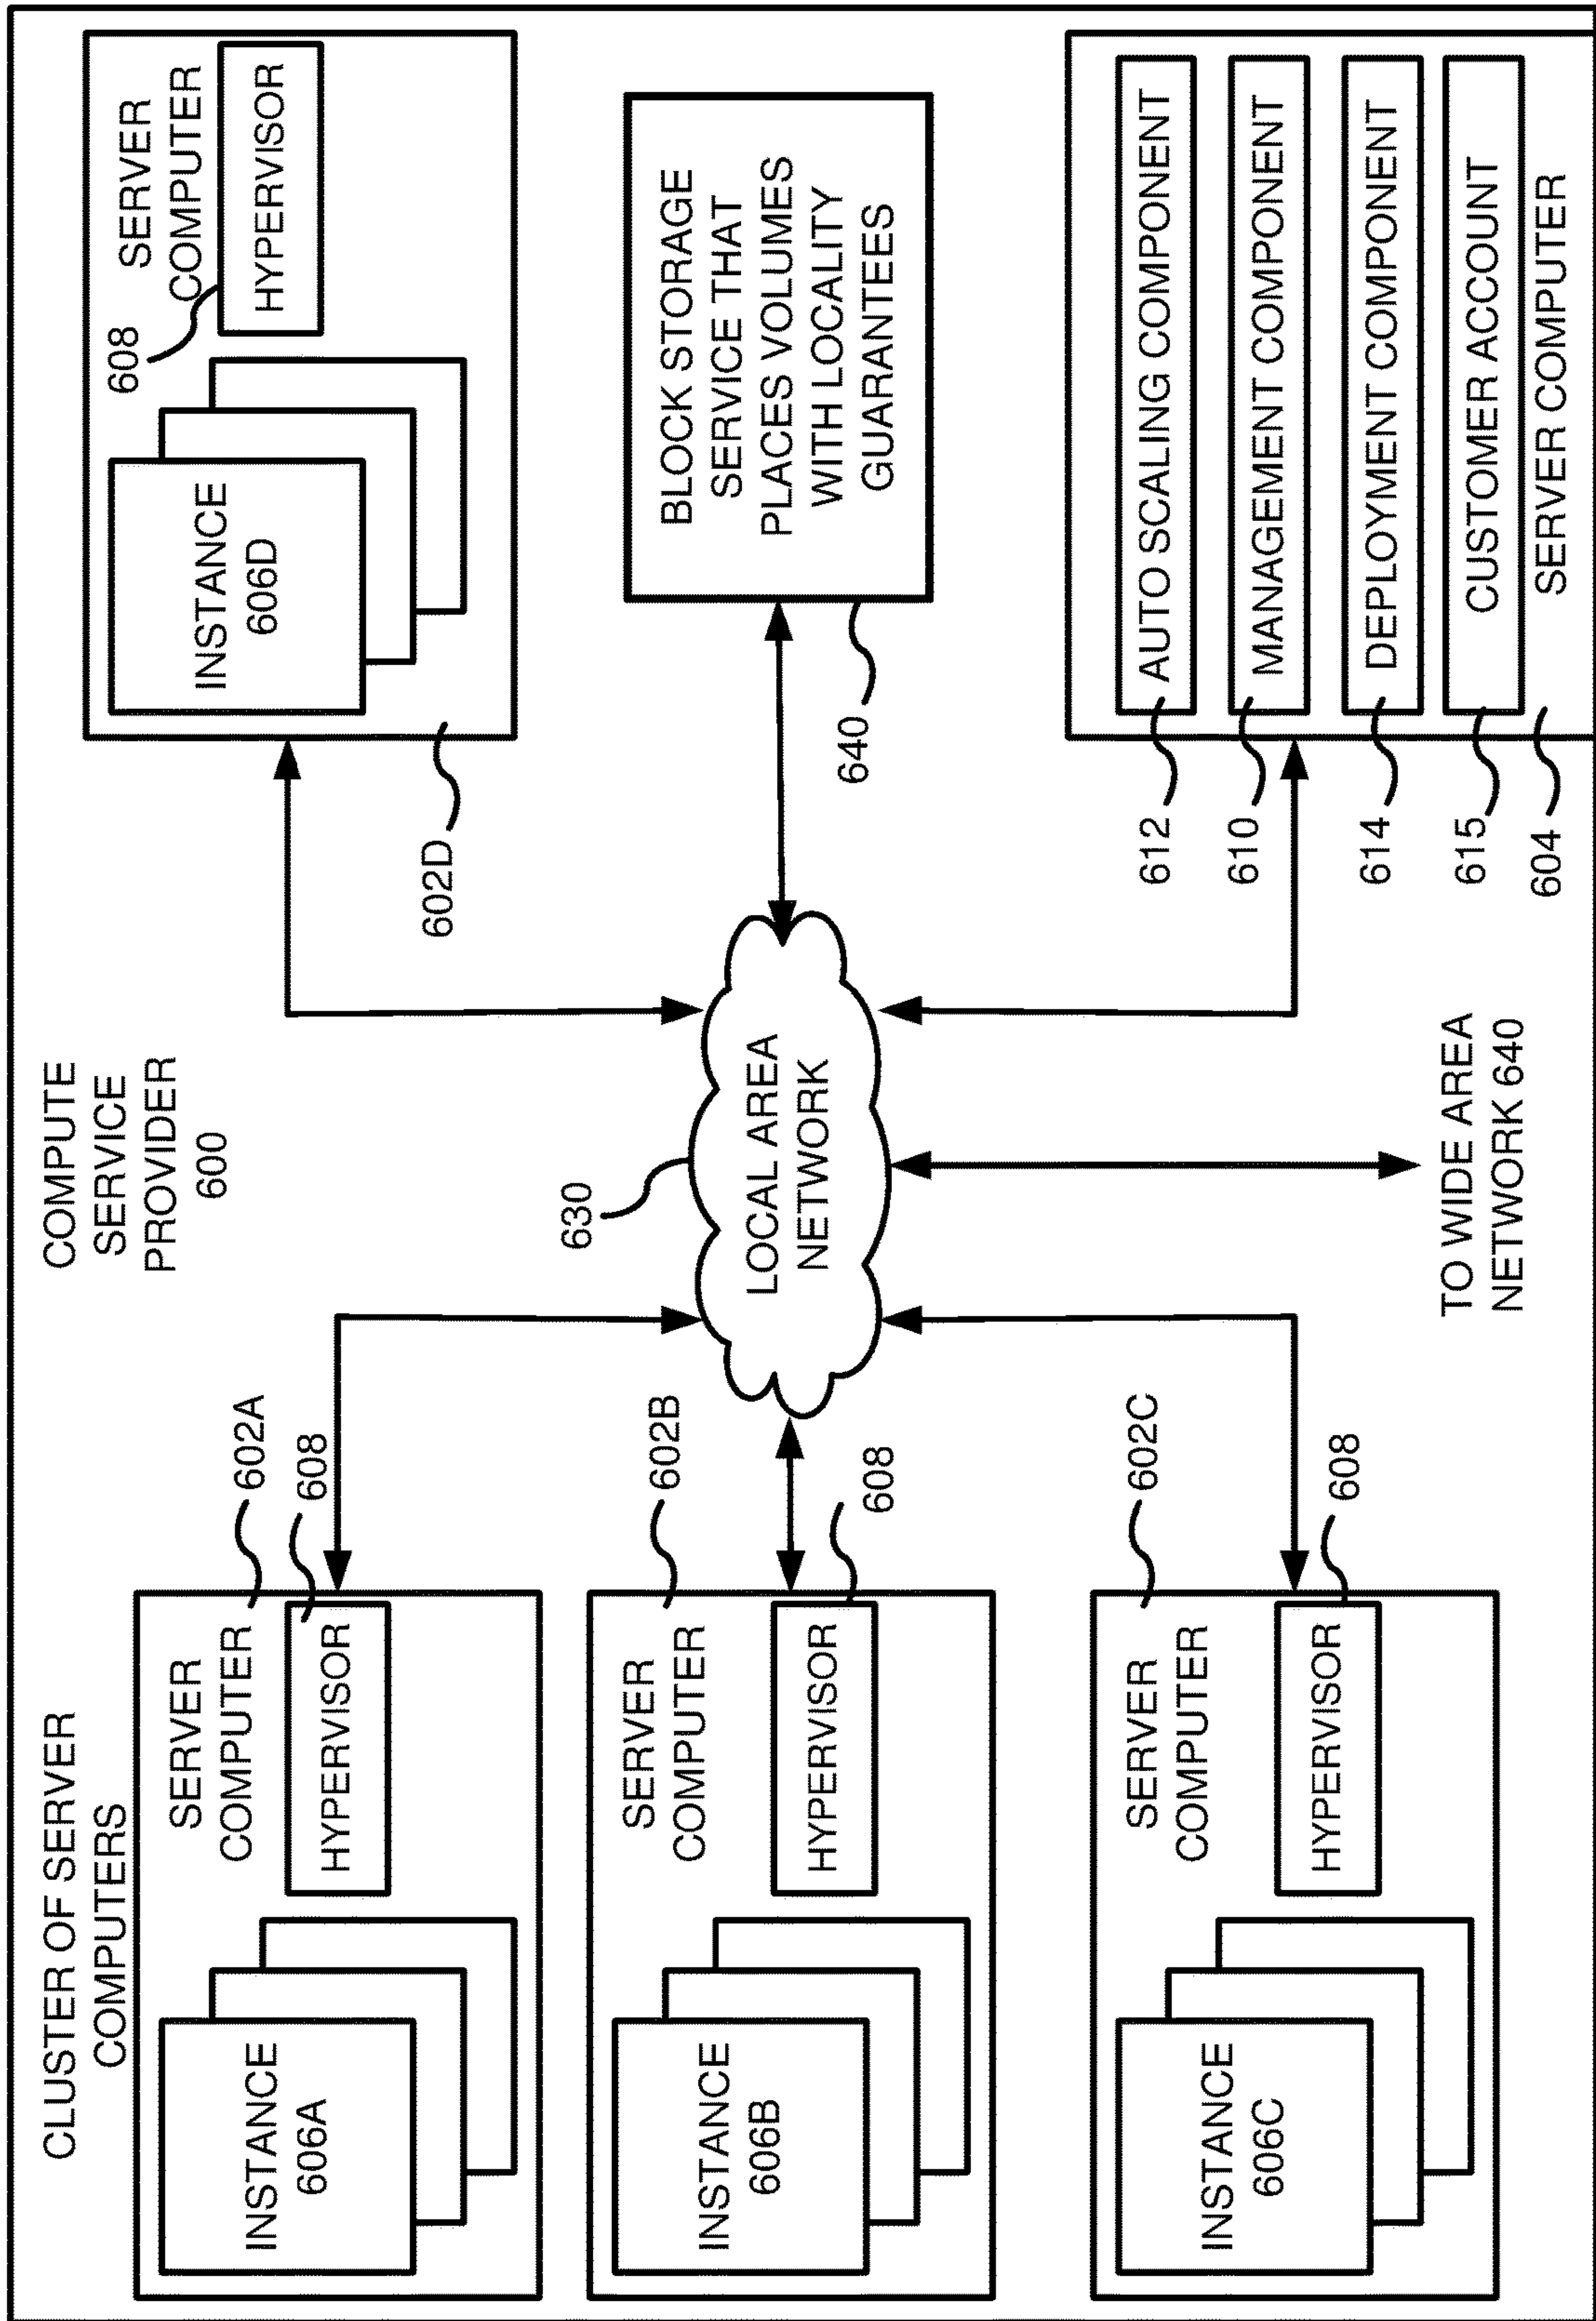 COMPUTE
SERVICE
PROVIDER
600
CLUSTER OF SERVER
COMPUTERS
SERVER
COMPUTER
602A
608
HYPERVISOR
INSTANCE
606A
SERVER
COMPUTER
602B
608
HYPERVISOR
INSTANCE
606B
SERVER
COMPUTER
602C
608
HYPERVISOR
INSTANCE
606C
630
LOCAL AREA
NETWORK
TO WIDE AREA
NETWORK 640
608
SERVER
COMPUTER
HYPERVISOR
INSTANCE
606D
602D
BLOCK STORAGE
SERVICE THAT
PLACES VOLUMES
WITH LOCALITY
GUARANTEES
640
612
AUTO SCALING COMPONENT
610
MANAGEMENT COMPONENT
614
DEPLOYMENT COMPONENT
615
CUSTOMER ACCOUNT
604
SERVER COMPUTER